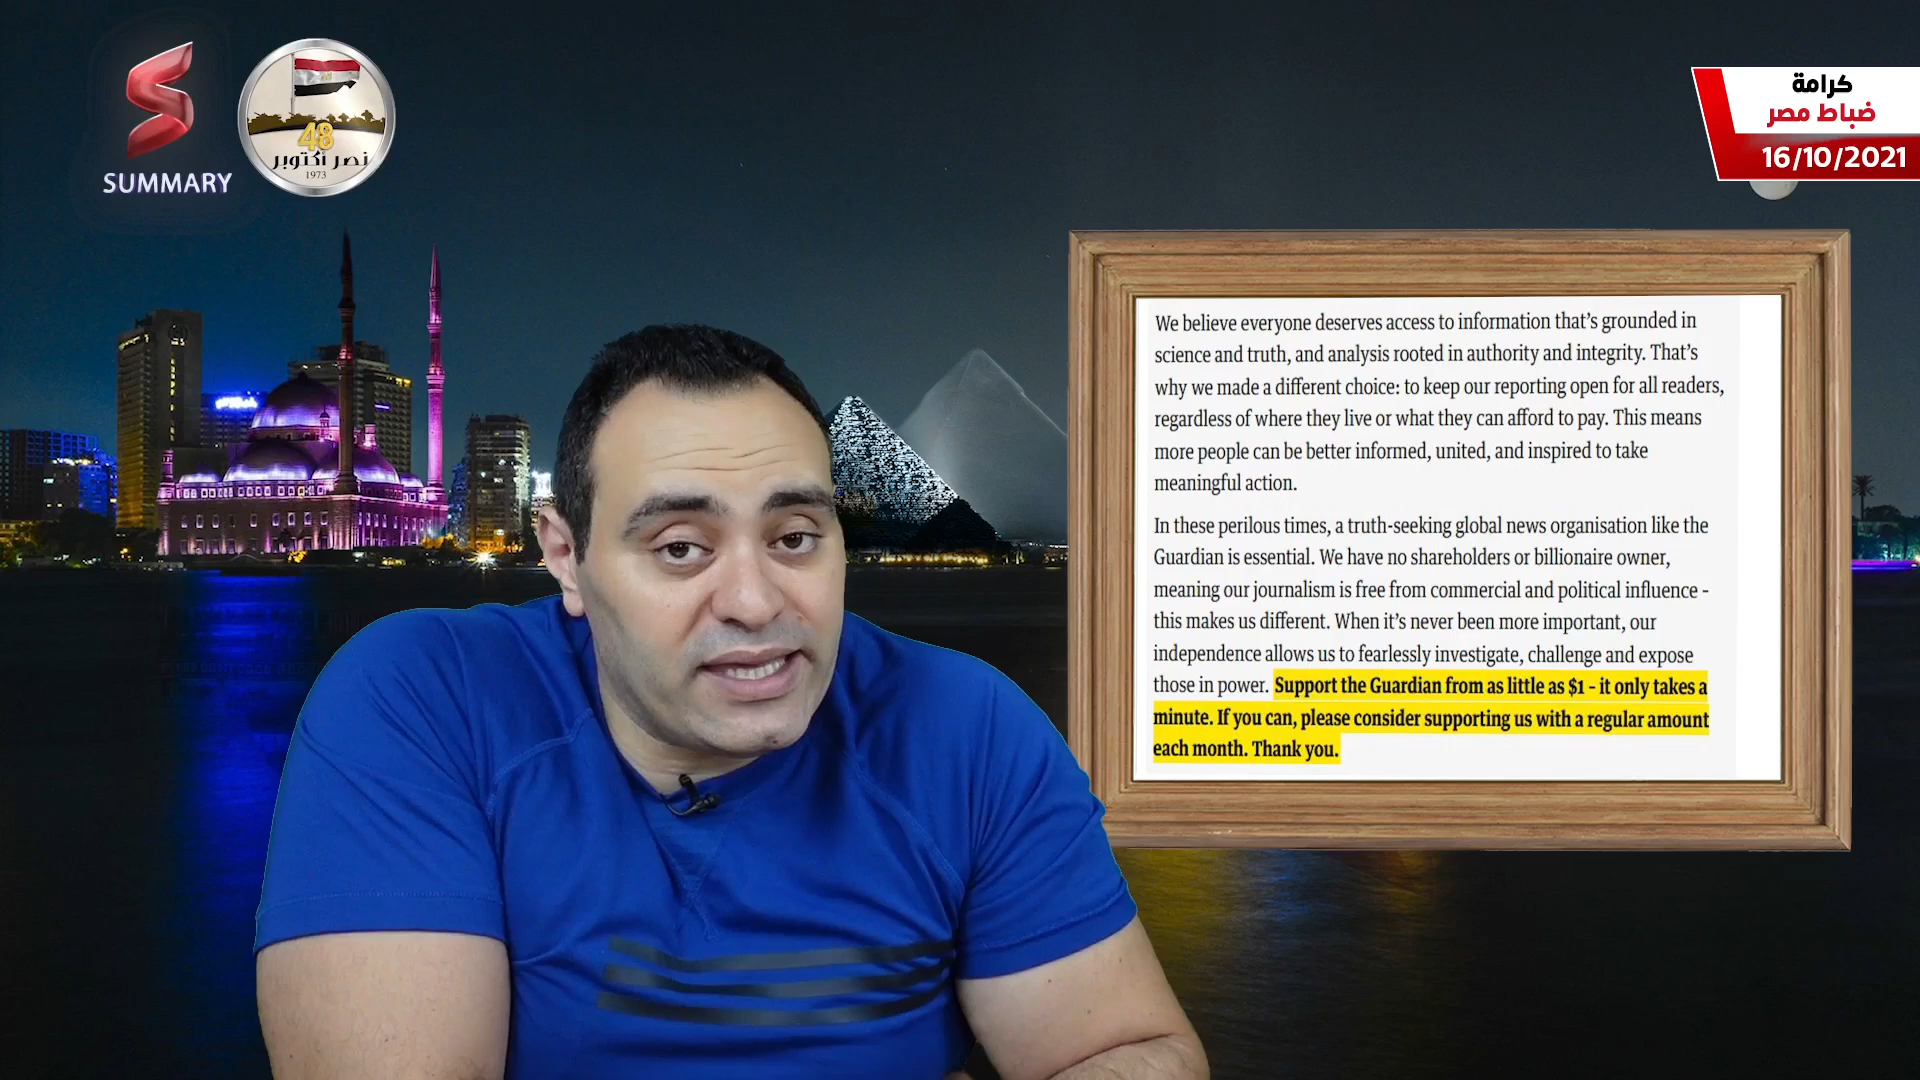 SUMMARY
48
نصر أكتوبر
1973
كرامة
ضباط مصر
16/10/2021
We believe everyone deserves access to information that’s grounded in
science and truth, and analysis rooted in authority and integrity. That’s
why we made a different choice: to keep our reporting open for all readers,
regardless of where they live or what they can afford to pay. This means
more people can be better informed, united, and inspired to take
meaningful action.
In these perilous times, a truth-seeking global news organisation like the
Guardian is essential. We have no shareholders or billionaire owner,
meaning our journalism is free from commercial and political influence –
this makes us different. When it’s never been more important, our
independence allows us to fearlessly investigate, challenge and expose
those in power. Support the Guardian from as little as $1 – it only takes a
minute. If you can, please consider supporting us with a regular amount
each month. Thank you.